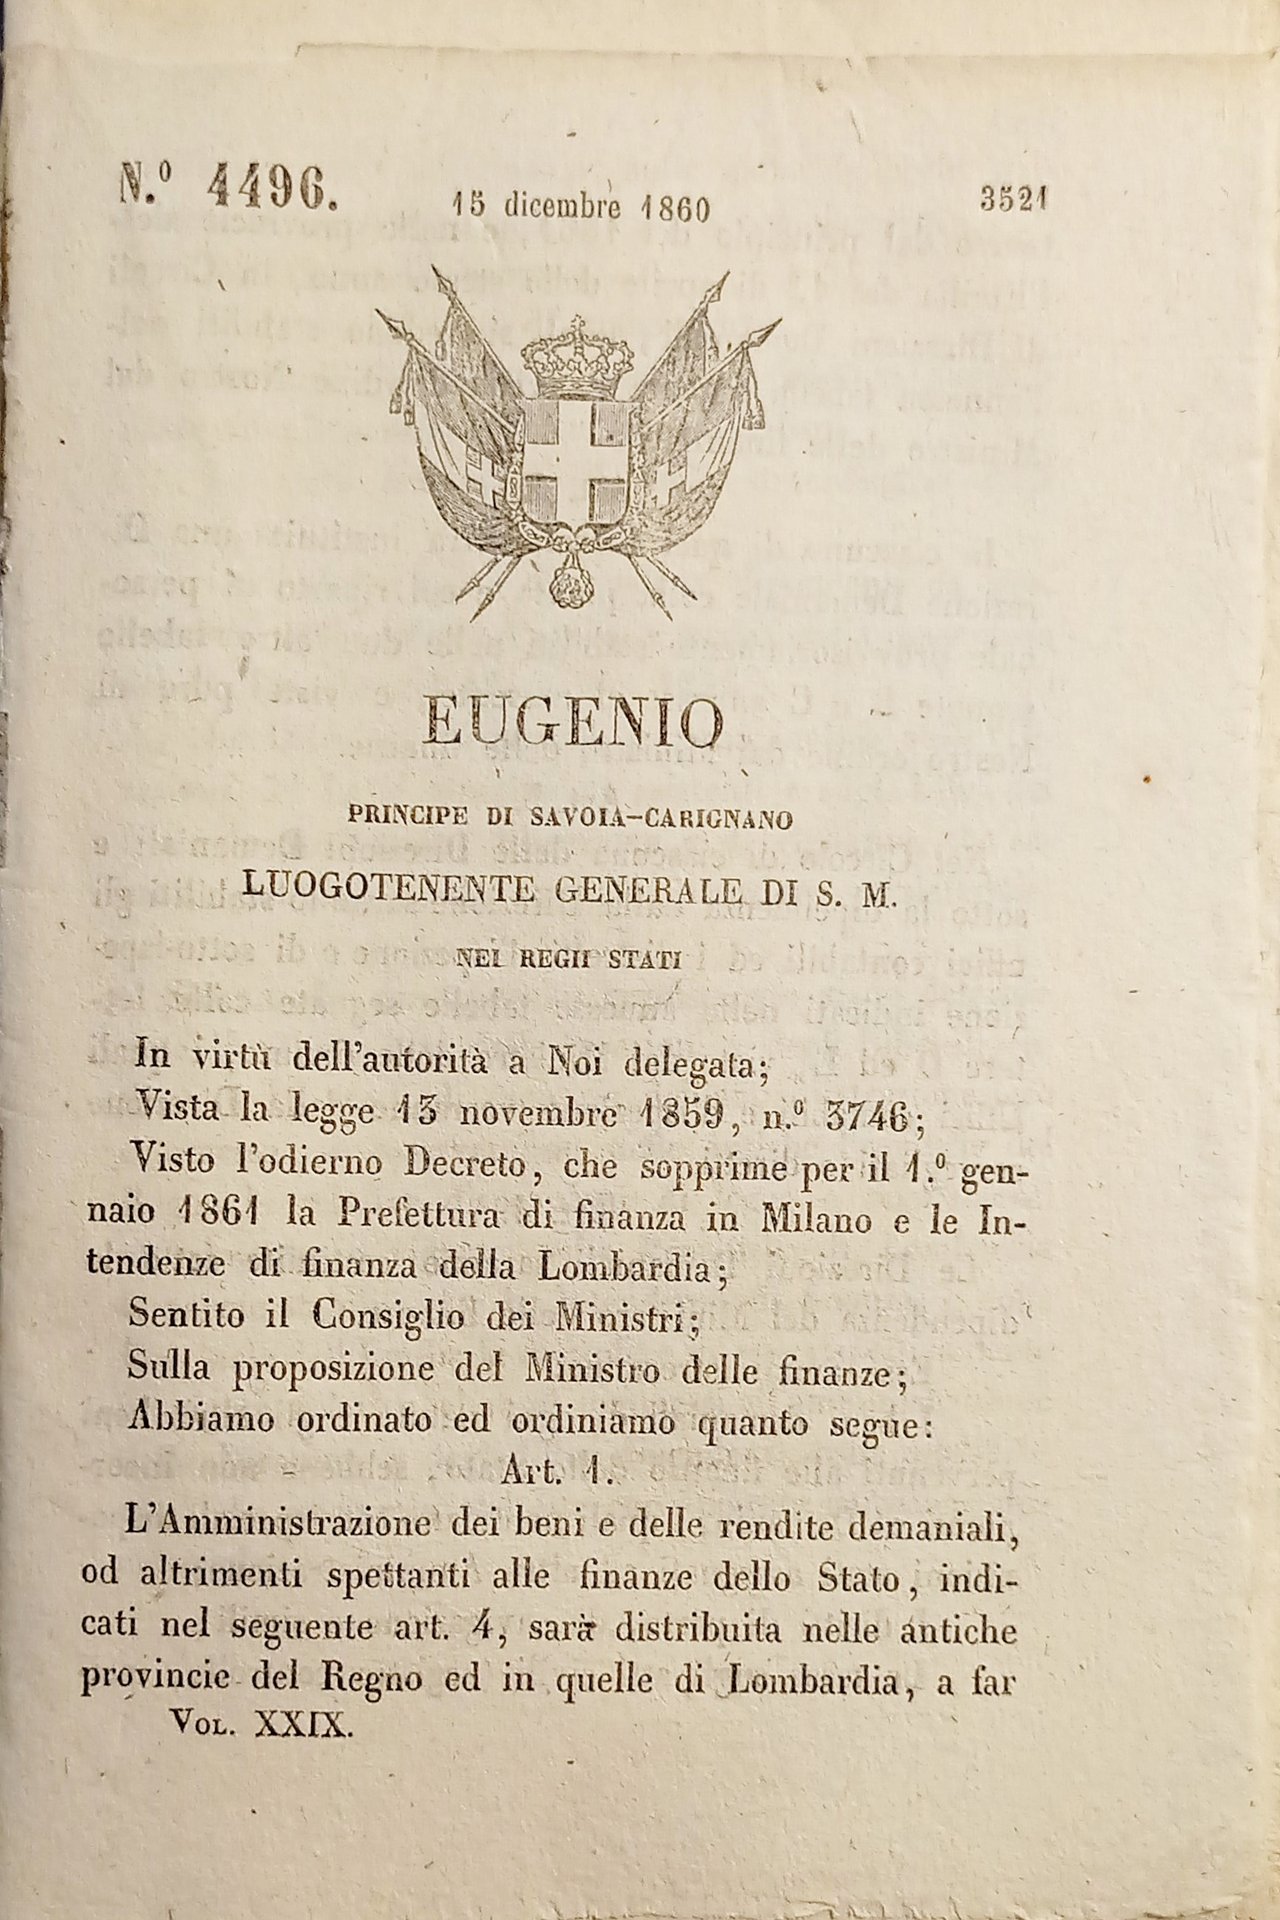 N.º 4496. 15 dicembre 1860 3521
EUGENIO
PRINCIPE DI SAVOIA-CARIGNANO
LUOGOTENENTE GENERALE DI S. M.
NEI REGII STATI
In virtù dell'autorità a Noi delegata;
Vista la legge 13 novembre 1859, n.º 3746;
Visto l'odierno Decreto, che sopprime per il 1.º gen-
naio 1861 la Prefettura di finanza in Milano e le In-
tendenze di finanza della Lombardia;
Sentito il Consiglio dei Ministri;
Sulla proposizione del Ministro delle finanze;
Abbiamo ordinato ed ordiniamo quanto segue:
Art. 1.
L'Amministrazione dei beni e delle rendite demaniali,
od altrimenti spettanti alle finanze dello Stato, indi-
cati nel seguente art. 4, sarà distribuita nelle antiche
provincie del Regno ed in quelle di Lombardia, a far
VOL. XXIX.